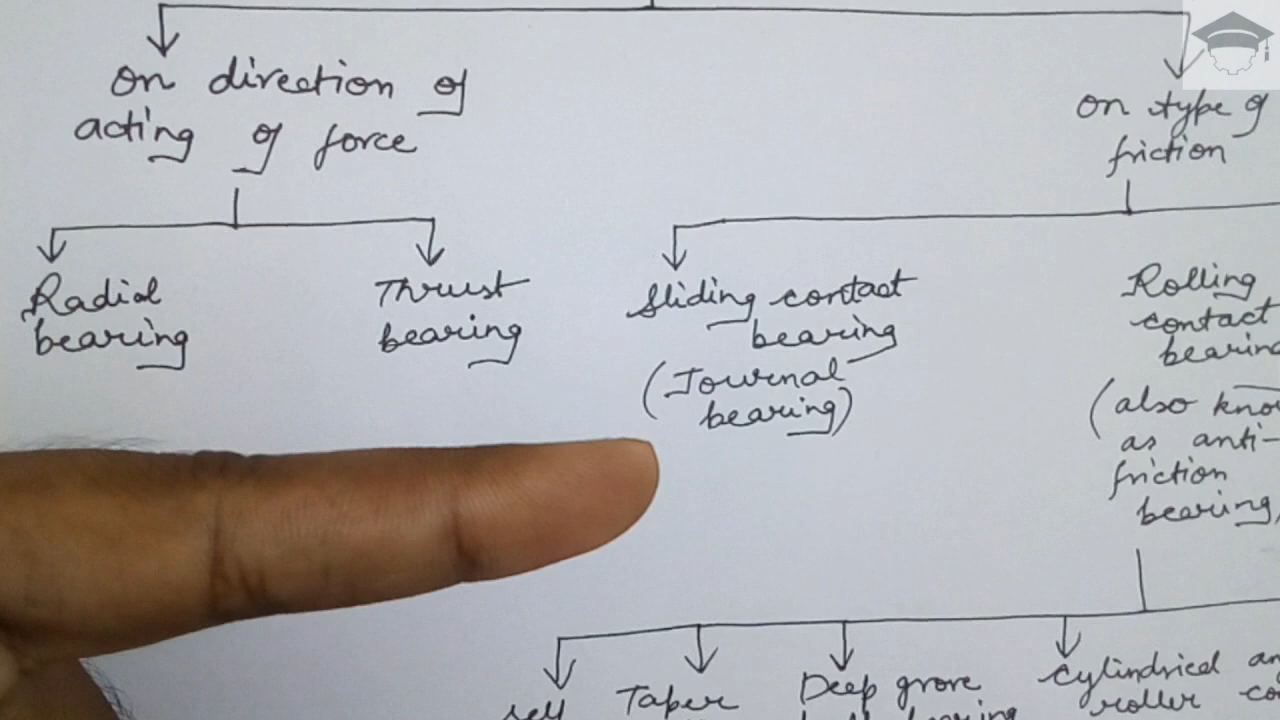 on direction of
acting of force
on type of
friction
Radial
bearing
Thrust
bearing
Sliding contact
bearing
(Journal
bearing)
Rolling
contact
(also
as anti-
friction
bearing)
Taper
Deep grove
bearing
Cylindrical
roller